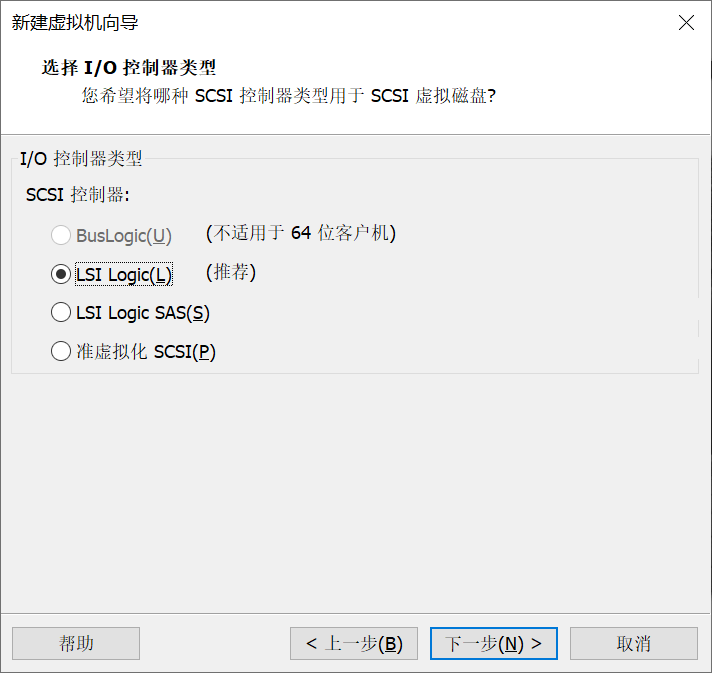 新建虚拟机向导
选择 I/O 控制器类型
您希望将哪种 SCSI 控制器类型用于 SCSI 虚拟磁盘?
I/O 控制器类型
SCSI 控制器:
BusLogic(U) (不适用于 64 位客户机)
LSI Logic(L) (推荐)
LSI Logic SAS(S)
准虚拟化 SCSI(P)
帮助 < 上一步(B) 下一步(N) > 取消